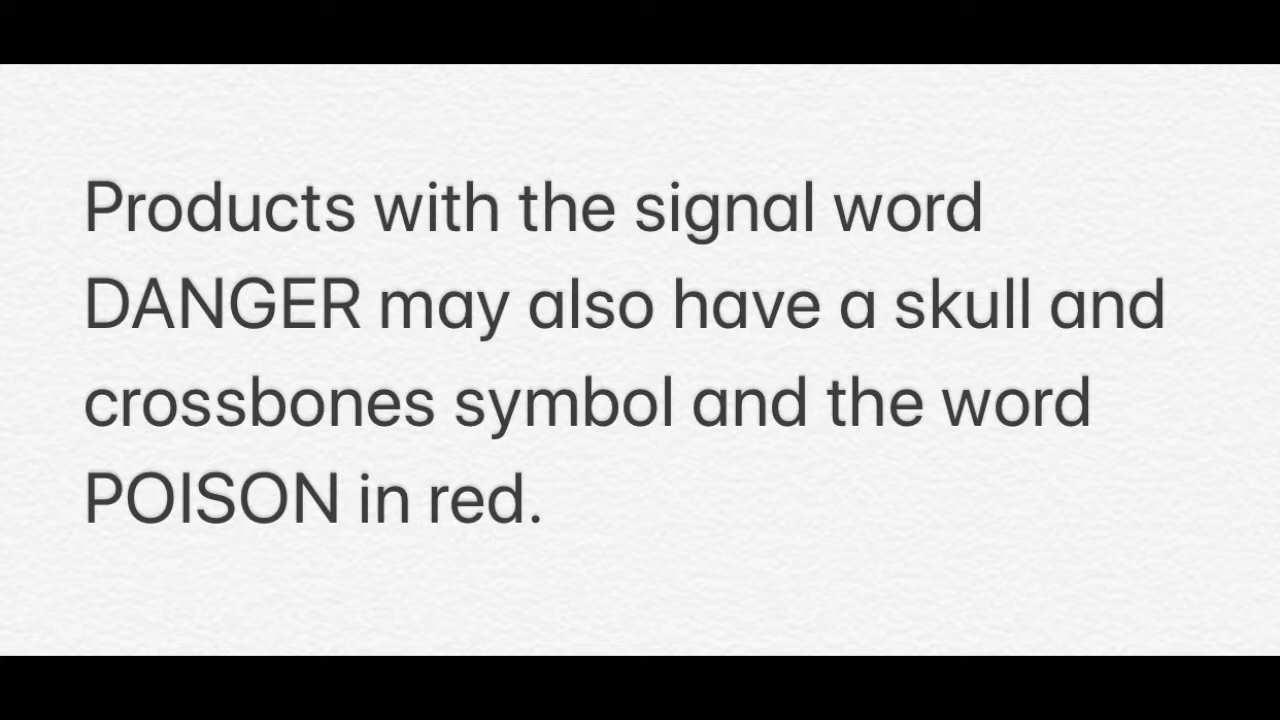 Products with the signal word
DANGER may also have a skull and
crossbones symbol and the word
POISON in red.